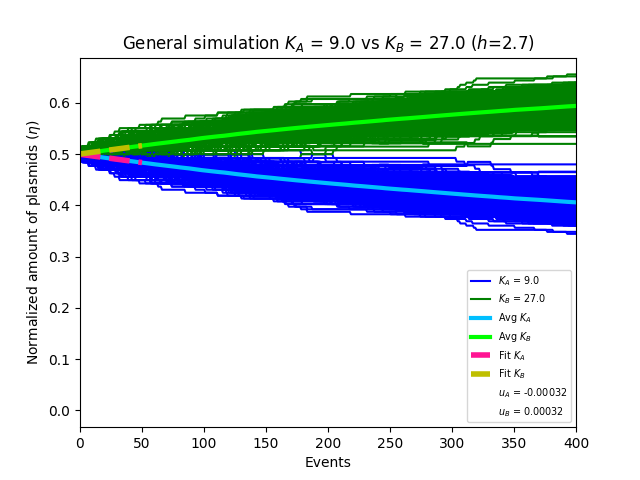 General simulation K_A = 9.0 vs K_B = 27.0 (h=2.7)
Normalized amount of plasmids (η)
0.6
0.5
0.4
0.3
0.2
0.1
0.0
K_A = 9.0
K_B = 27.0
Avg K_A
Avg K_B
Fit K_A
Fit K_B
u_A = -0.00032
u_B = 0.00032
0 50 100 150 200 250 300 350 400
Events